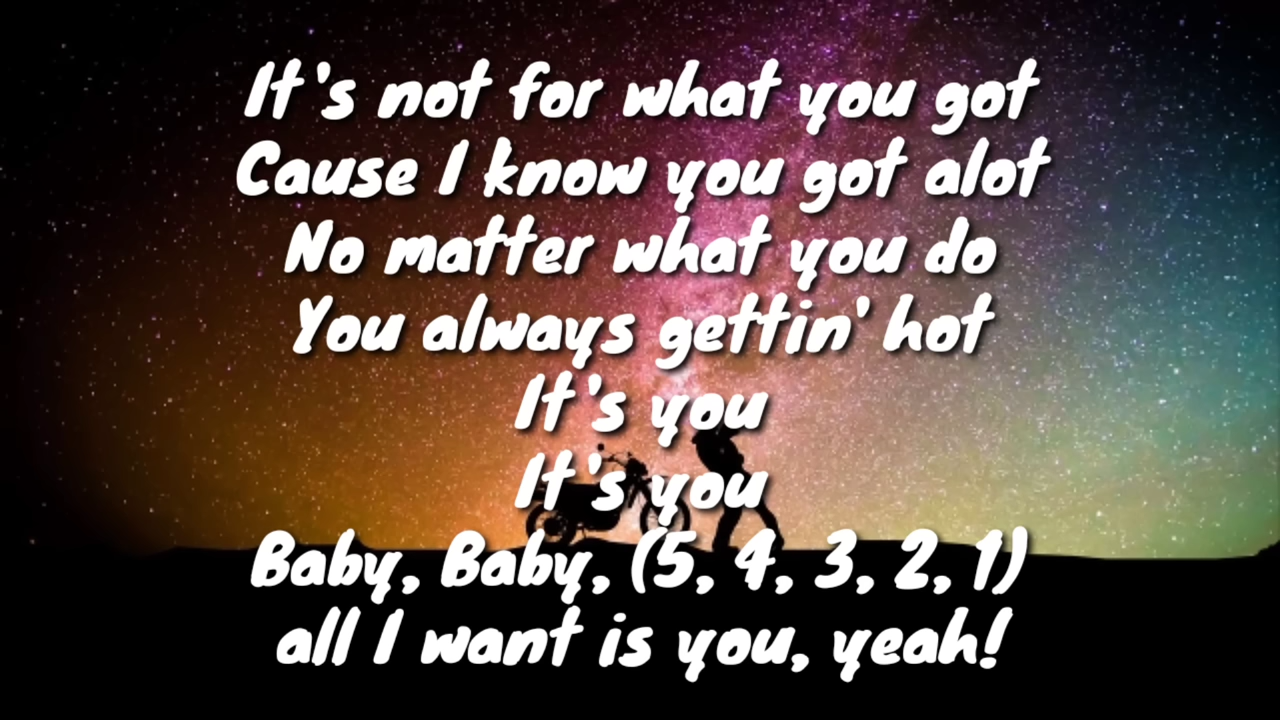 It's not for what you got
Cause I know you got alot
No matter what you do
You always gettin' hot
It's you
It's you
Baby, Baby, (5, 4, 3, 2, 1)
all I want is you, yeah!